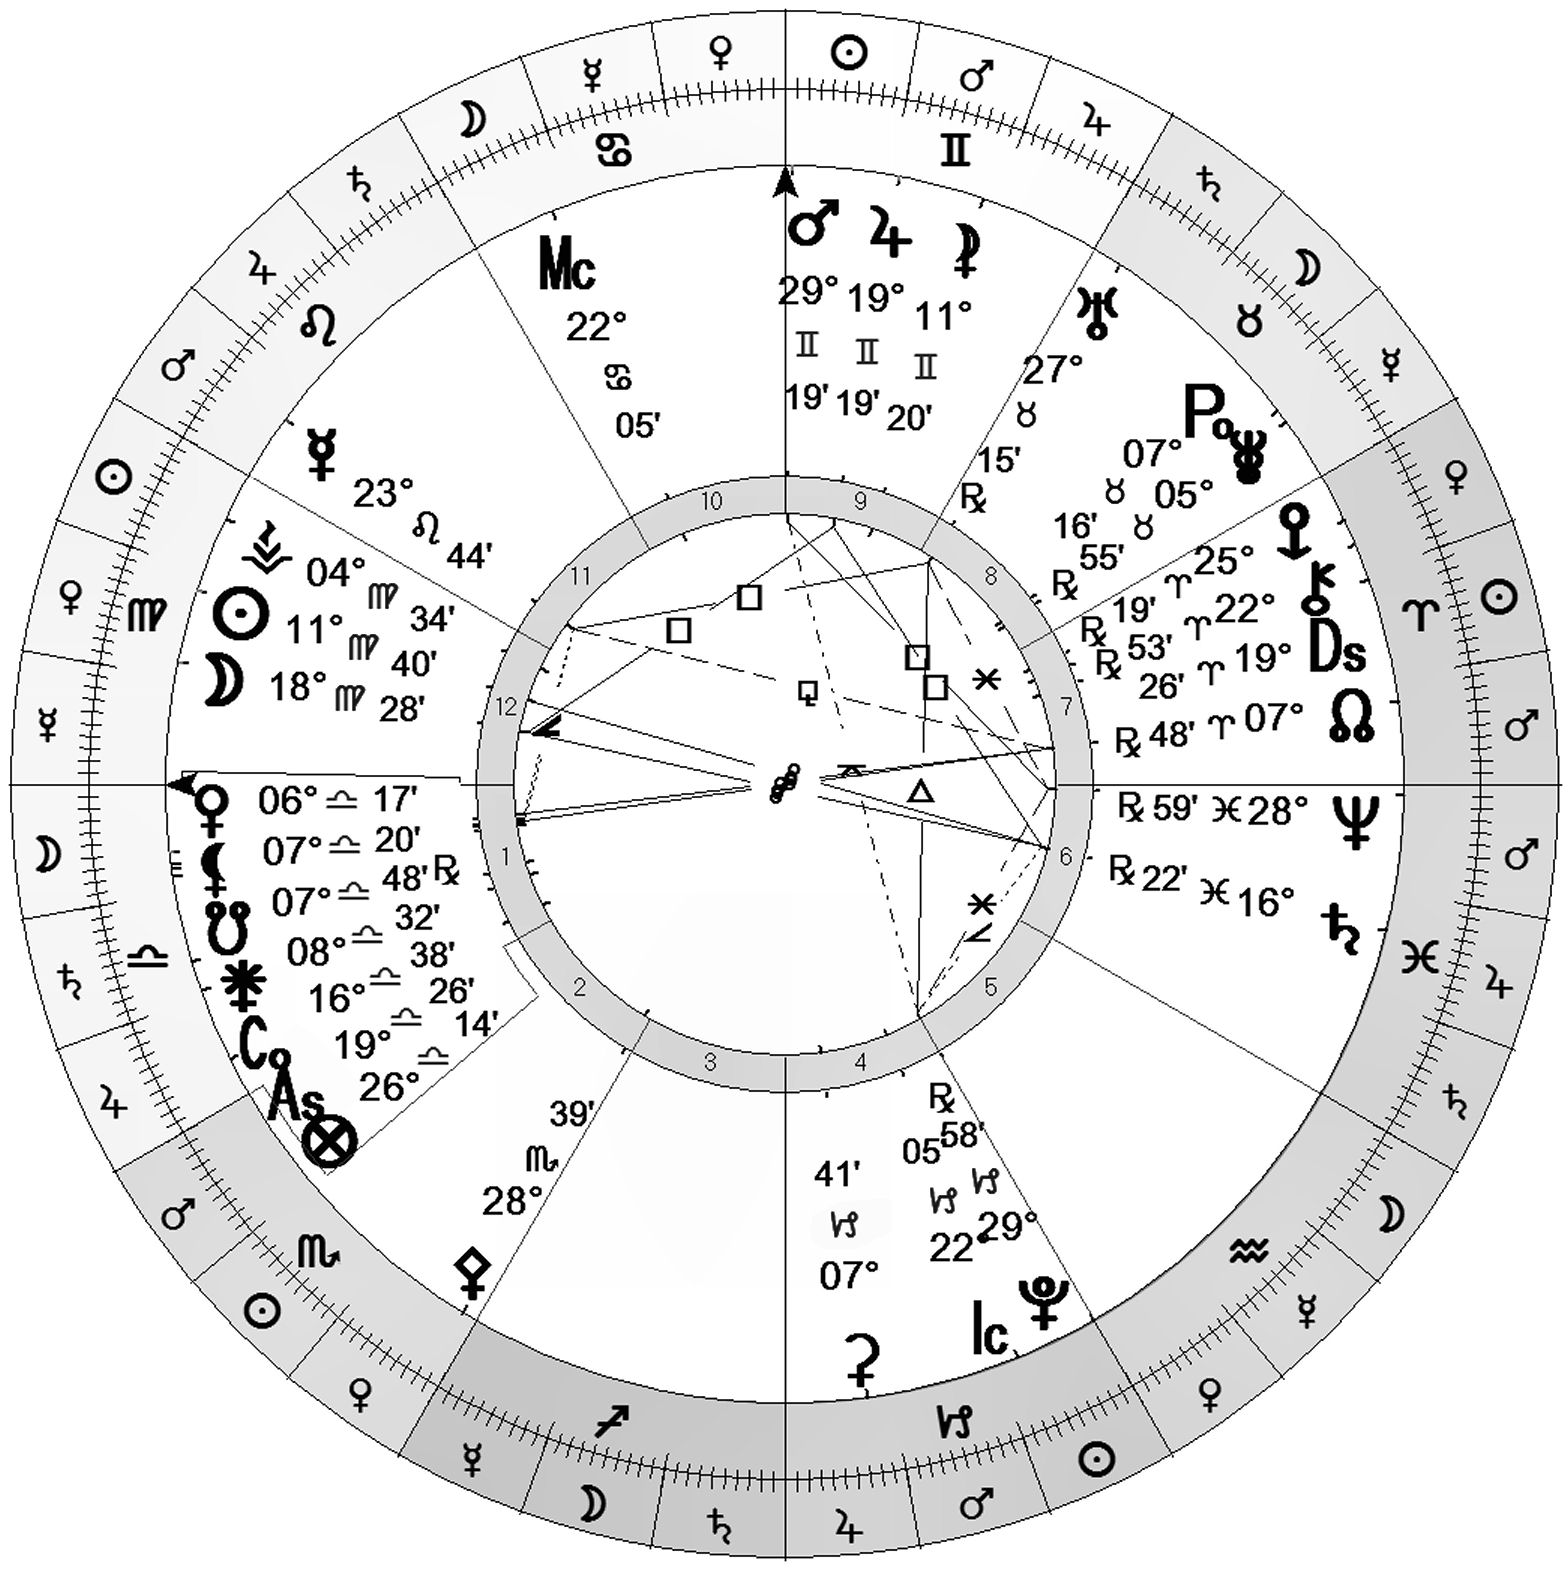 ♀ ☉
☿ ♂
☽ ♃
♄ ♄
♃ ☽
♂ ☿
☉ ♀
♀ ☉
☿ ♂
☽ ♂
♄ ♃
♃ ♄
♂ ☽
☉ ☿
♀ ♀
☿ ☉
☽ ♂
♄ ♃
♋ ♊
♌ ♉
♍ ♈
♎ ♓
♏ ♒
♐ ♑
Mc 22° ♋ 05'
♂ 29° ♊ 19'
♃ 19° ♊ 19'
11° ♊ 20'
♅ 27° ♉ 15' ℞
Po 07° ♉ 16'
05° ♉ 55' ℞
25° ♈ 19' ℞
⚷ 22° ♈ 53' ℞
Ds 19° ♈ 26'
☊ 07° ♈ 48' ℞
♆ 28° ♓ 59' ℞
♄ 16° ♓ 22' ℞
☿ 23° ♌ 44'
⚶ 04° ♍ 34'
☉ 11° ♍ 40'
☽ 18° ♍ 28'
♀ 06° ♎ 17'
⚸ 07° ♎ 20'
☋ 07° ♎ 48' ℞
⚵ 08° ♎ 32'
Co 16° ♎ 38'
As 19° ♎ 26'
⊗ 26° ♎ 14'
⚴ 28° ♏ 39'
⚳ 07° ♑ 41'
Ic 22° ♑ 05
♇ 29° ♑ 58' ℞
10 9
11 8
12 7
1 6
2 5
3 4